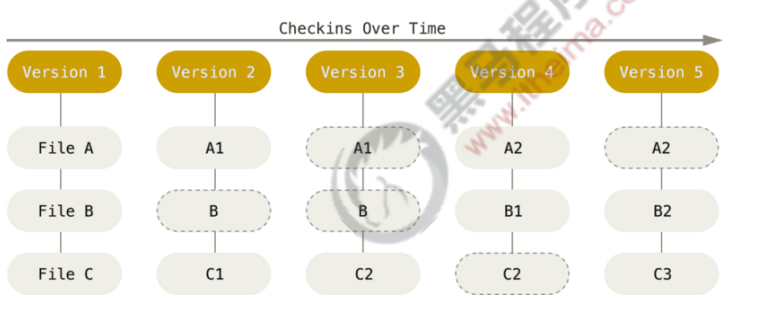 Checkins Over Time
Version 1 Version 2 Version 3 Version 4 Version 5
File A A1 A1 A2 A2
File B B B B1 B2
File C C1 C2 C2 C3
黑马程序
www.itheima.co